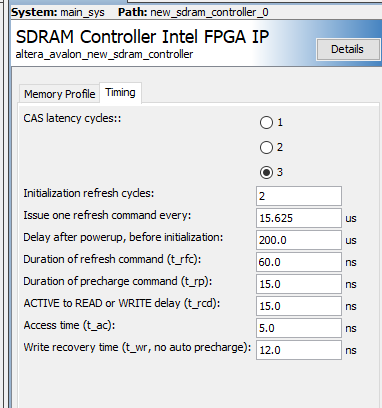 System: main_sys   Path: new_sdram_controller_0
SDRAM Controller Intel FPGA IP
altera_avalon_new_sdram_controller
Details
Memory Profile   Timing
CAS latency cycles::
1
2
3
Initialization refresh cycles: 2
Issue one refresh command every: 15.625 us
Delay after powerup, before initialization: 200.0 us
Duration of refresh command (t_rfc): 60.0 ns
Duration of precharge command (t_rp): 15.0 ns
ACTIVE to READ or WRITE delay (t_rcd): 15.0 ns
Access time (t_ac): 5.0 ns
Write recovery time (t_wr, no auto precharge): 12.0 ns